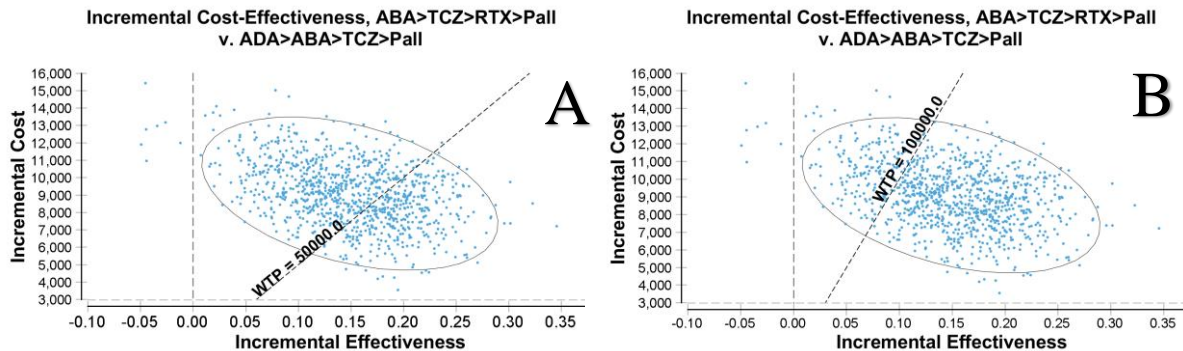 Incremental Cost-Effectiveness, ABA>TCZ>RTX>Pall
v. ADA>ABA>TCZ>Pall
A
Incremental Cost
16,000
15,000
14,000
13,000
12,000
11,000
10,000
9,000
8,000
7,000
6,000
5,000
4,000
3,000
WTP = 50000.0
-0.10 -0.05 0.00 0.05 0.10 0.15 0.20 0.25 0.30 0.35
Incremental Effectiveness
Incremental Cost-Effectiveness, ABA>TCZ>RTX>Pall
v. ADA>ABA>TCZ>Pall
B
Incremental Cost
16,000
15,000
14,000
13,000
12,000
11,000
10,000
9,000
8,000
7,000
6,000
5,000
4,000
3,000
WTP = 100000.0
-0.10 -0.05 0.00 0.05 0.10 0.15 0.20 0.25 0.30 0.35
Incremental Effectiveness